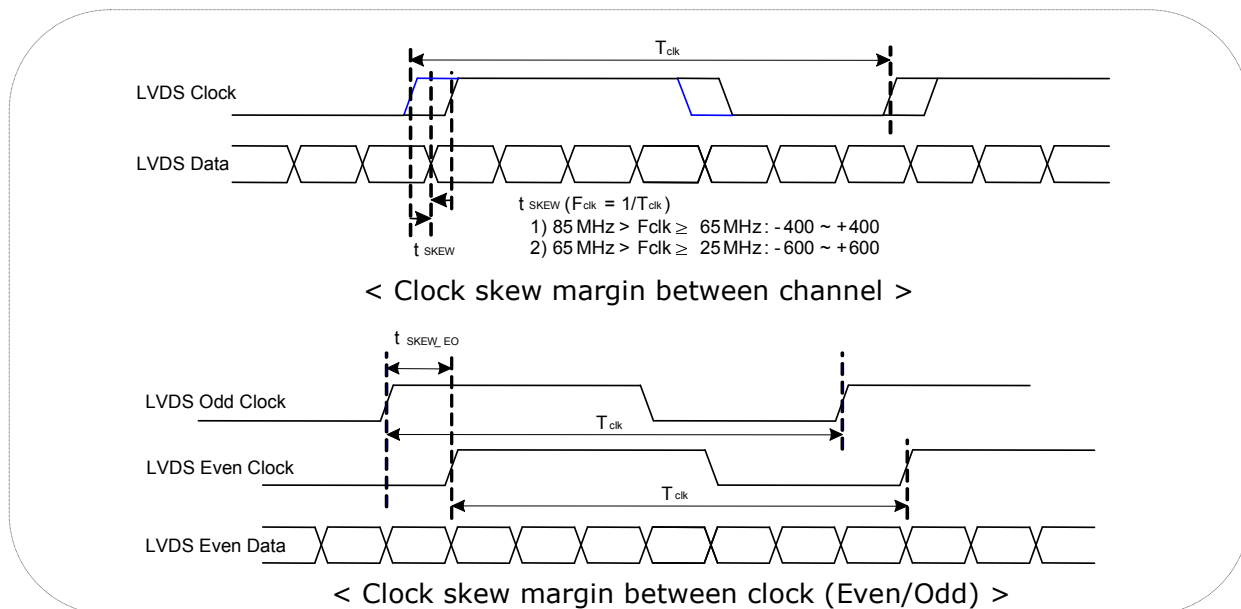 Tclk
LVDS Clock
LVDS Data
t SKEW (Fclk = 1/Tclk)
1) 85 MHz > Fclk ≥ 65 MHz : - 400 ~ +400
2) 65 MHz > Fclk ≥ 25 MHz : - 600 ~ +600
t SKEW
< Clock skew margin between channel >
t SKEW_EO
LVDS Odd Clock
Tclk
LVDS Even Clock
Tclk
LVDS Even Data
< Clock skew margin between clock (Even/Odd) >